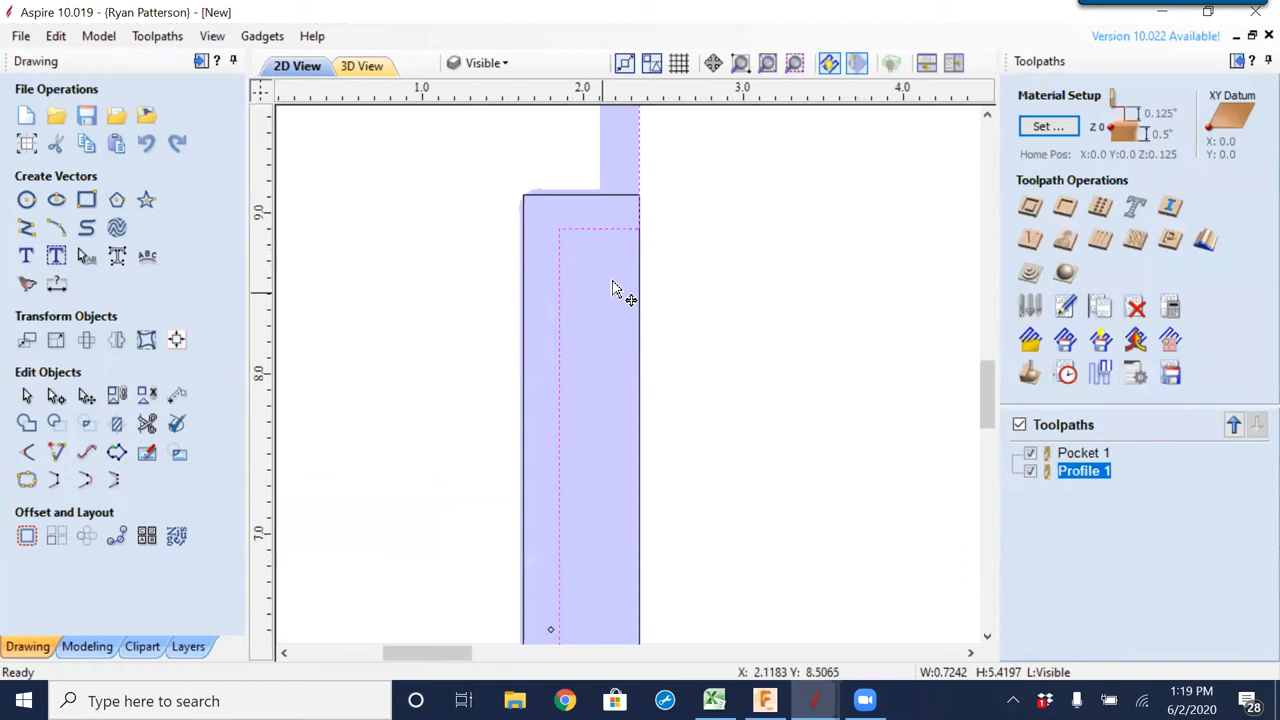 Aspire 10.019 - {Ryan Patterson} - [New]
File Edit Model Toolpaths View Gadgets Help
Version 10.022 Available!
Drawing
?
2D View
3D View
Visible
Toolpaths
?
File Operations
1.0 2.0 3.0 4.0
Material Setup
XY Datum
0.125"
Set ...
Z 0
0.5"
X: 0.0
Y: 0.0
Home Pos: X:0.0 Y:0.0 Z:0.125
Create Vectors
Toolpath Operations
9.0
8.0
7.0
ABC
Transform Objects
Edit Objects
Toolpaths
Pocket 1
Profile 1
Offset and Layout
Drawing Modeling Clipart Layers
Ready
X: 2.1183 Y: 8.5065
W:0.7242 H:5.4197 L:Visible
Type here to search
1:19 PM
6/2/2020
28